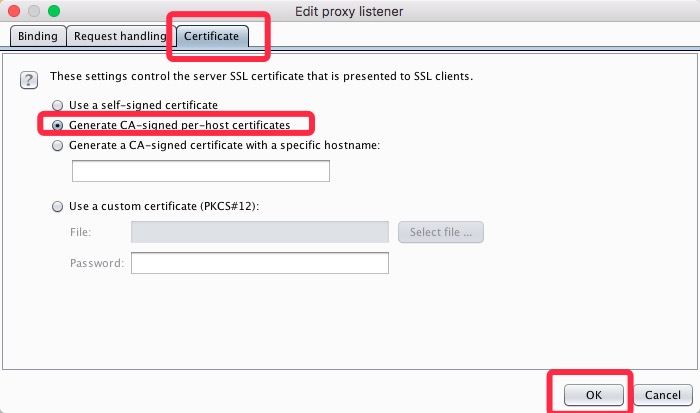 Edit proxy listener
Binding Request handling Certificate
? These settings control the server SSL certificate that is presented to SSL clients.
Use a self-signed certificate
Generate CA-signed per-host certificates
Generate a CA-signed certificate with a specific hostname:
Use a custom certificate (PKCS#12):
File: Select file ...
Password:
OK Cancel